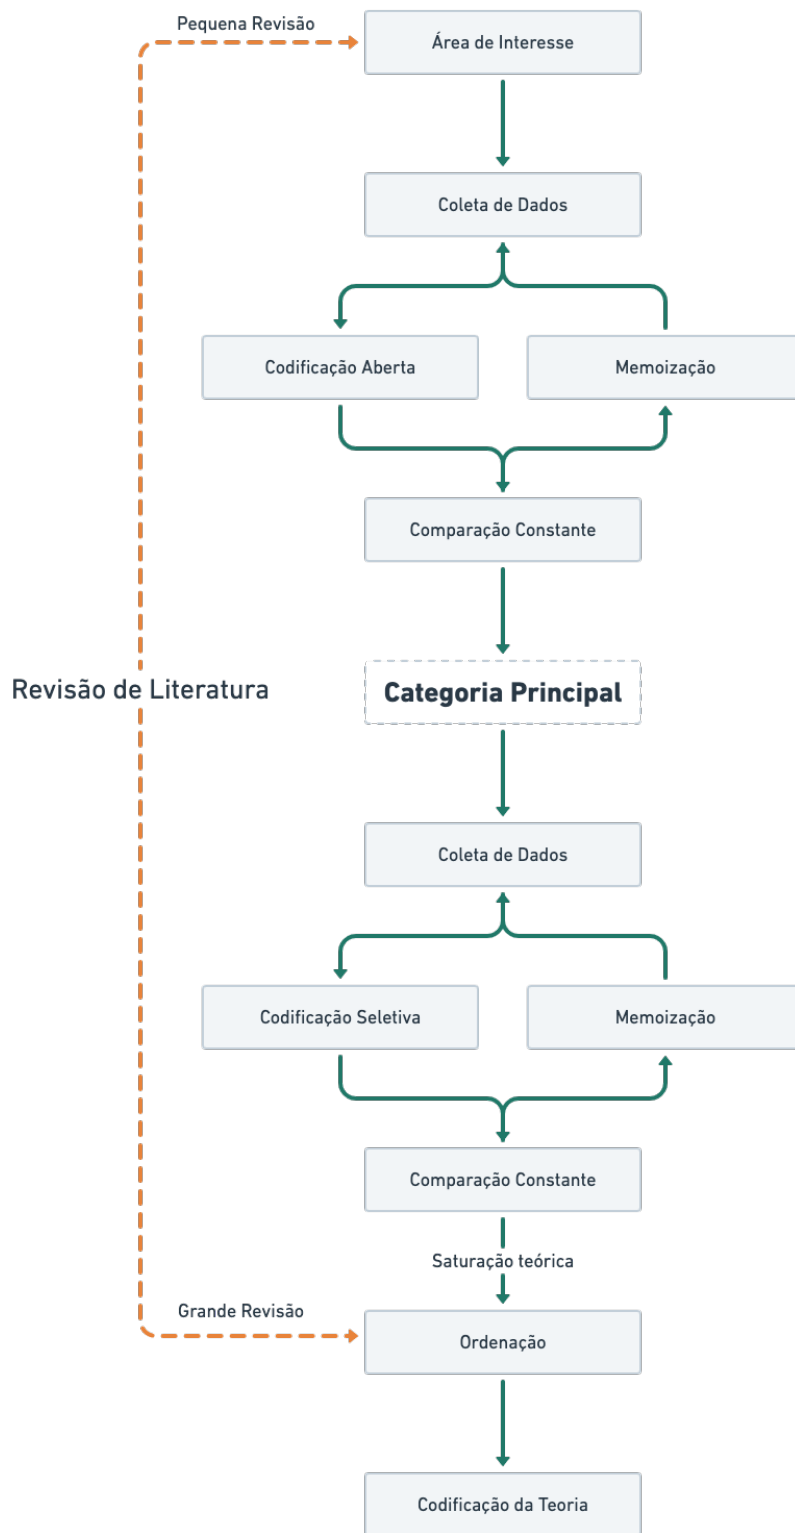 Pequena Revisão
Área de Interesse
Coleta de Dados
Codificação Aberta
Memoização
Comparação Constante
Revisão de Literatura
Categoria Principal
Coleta de Dados
Codificação Seletiva
Memoização
Comparação Constante
Saturação teórica
Grande Revisão
Ordenação
Codificação da Teoria